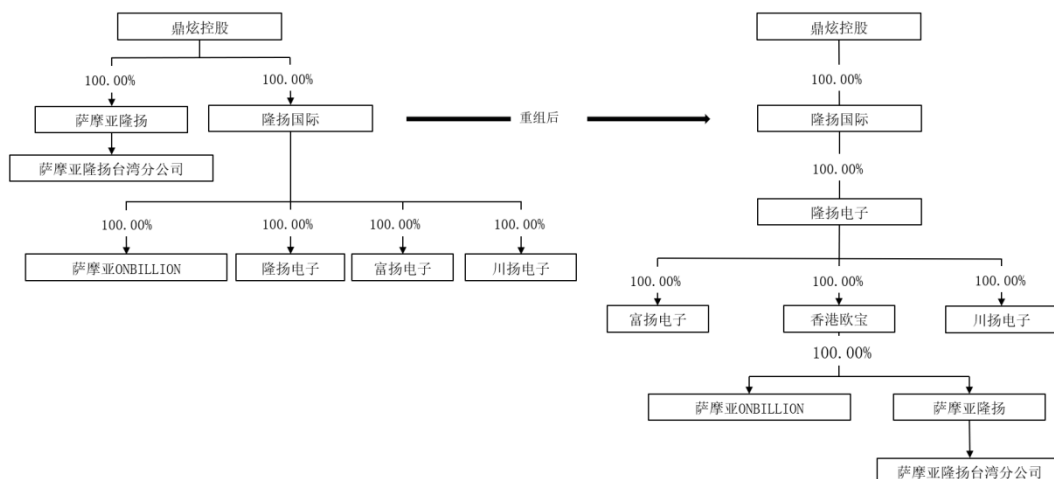 鼎炫控股
100.00%
100.00%
萨摩亚隆扬
隆扬国际
萨摩亚隆扬台湾分公司
100.00%
100.00%
100.00%
100.00%
萨摩亚ONBILLION
隆扬电子
富扬电子
川扬电子
重组后
鼎炫控股
100.00%
隆扬国际
100.00%
隆扬电子
100.00%
100.00%
100.00%
富扬电子
香港欧宝
川扬电子
100.00%
萨摩亚ONBILLION
萨摩亚隆扬
萨摩亚隆扬台湾分公司